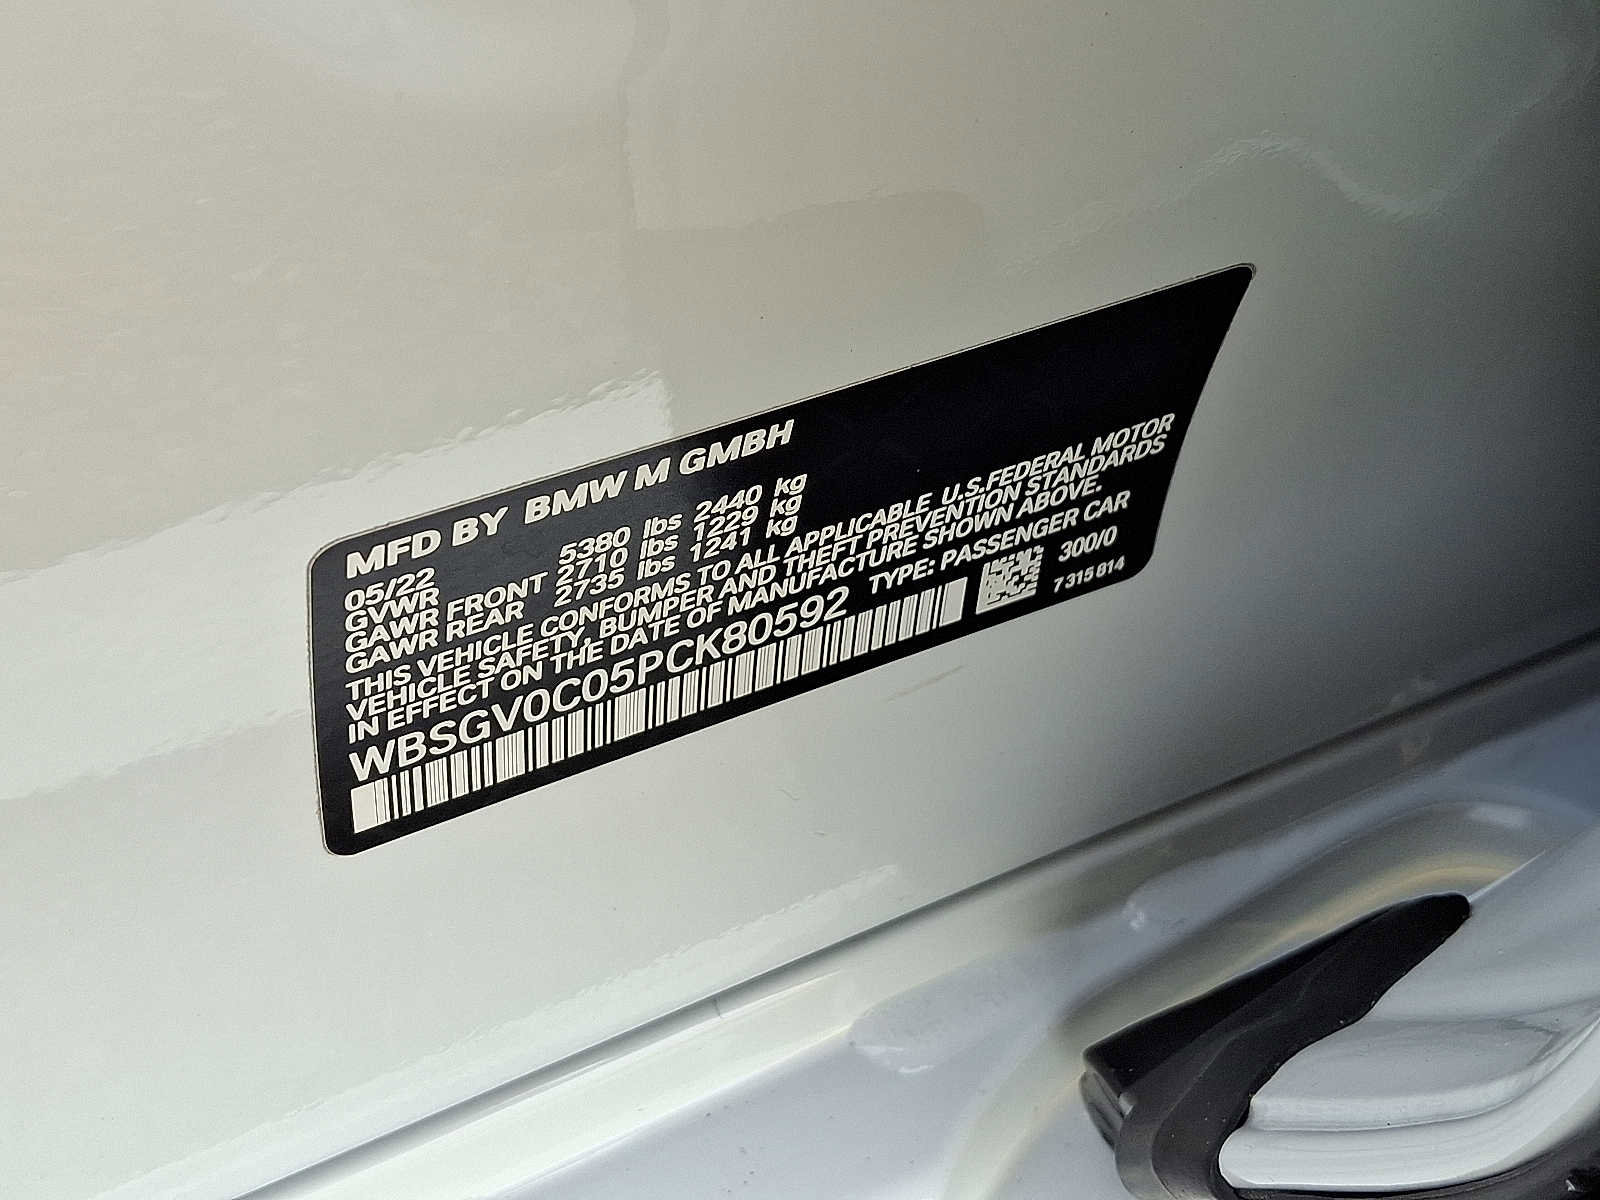 MFD BY BMW M GMBH
05/22
GVWR 5380 lbs 2440 kg
GAWR FRONT 2710 lbs 1229 kg
GAWR REAR 2735 lbs 1241 kg
THIS VEHICLE CONFORMS TO ALL APPLICABLE U.S.FEDERAL MOTOR
VEHICLE SAFETY, BUMPER AND THEFT PREVENTION STANDARDS
IN EFFECT ON THE DATE OF MANUFACTURE SHOWN ABOVE.
WBSGV0C05PCK80592 TYPE: PASSENGER CAR
300/0
7 315 814